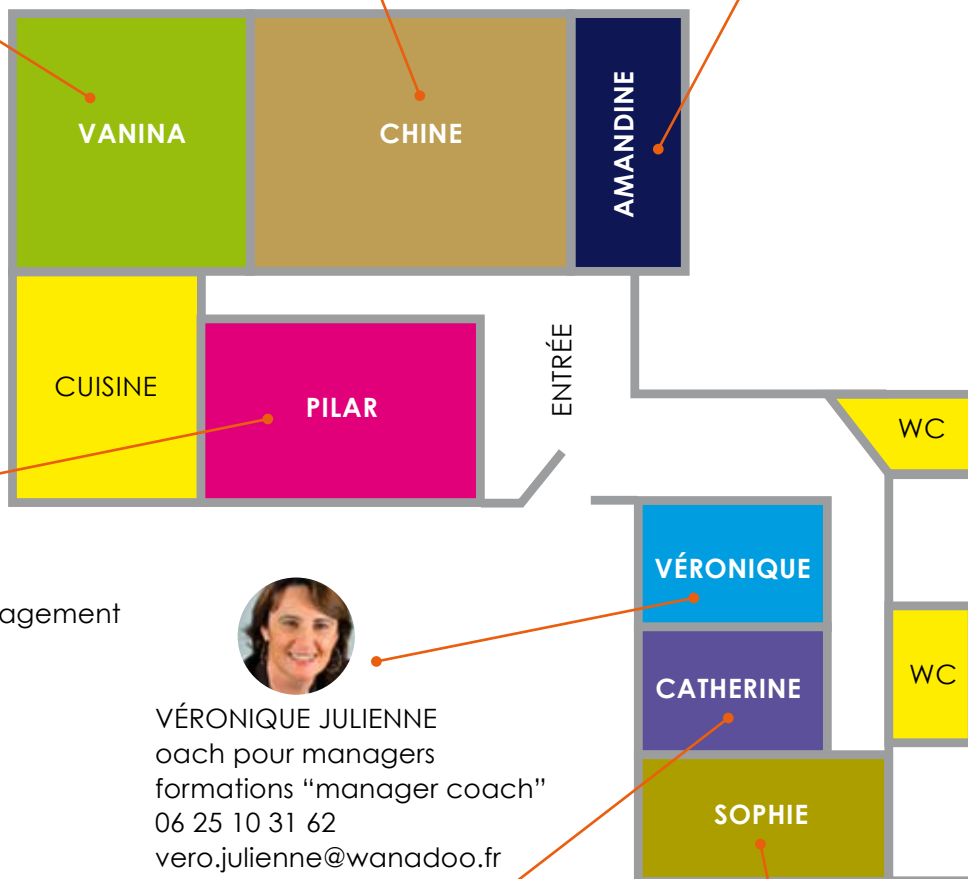 VANINA
CHINE
AMANDINE
CUISINE
PILAR
ENTRÉE
WC
VÉRONIQUE
agement
CATHERINE
WC
VÉRONIQUE JULIENNE
oach pour managers
formations “manager coach”
06 25 10 31 62
vero.julienne@wanadoo.fr
SOPHIE